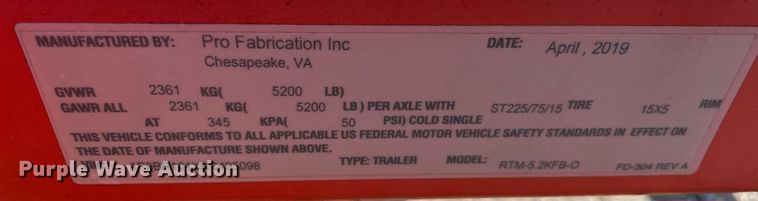 MANUFACTURED BY: Pro Fabrication Inc DATE: April , 2019
Chesapeake, VA
GVWR 2361 KG( 5200 LB)
GAWR ALL 2361 KG( 5200 LB ) PER AXLE WITH ST225/75/15 TIRE 15X5 RIM
AT 345 KPA( 50 PSI) COLD SINGLE
THIS VEHICLE CONFORMS TO ALL APPLICABLE US FEDERAL MOTOR VEHICLE SAFETY STANDARDS IN EFFECT ON
THE DATE OF MANUFACTURE SHOWN ABOVE.
TYPE: TRAILER MODEL: RTM-5.2KFB-O FD-304 REV A
Purple Wave Auction